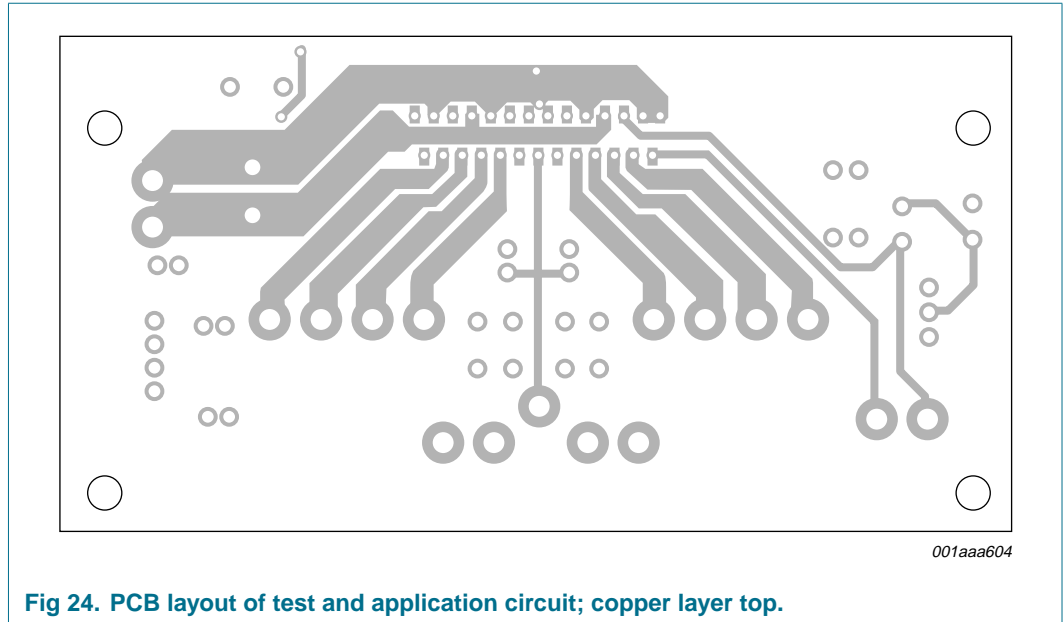 001aaa604
Fig 24. PCB layout of test and application circuit; copper layer top.